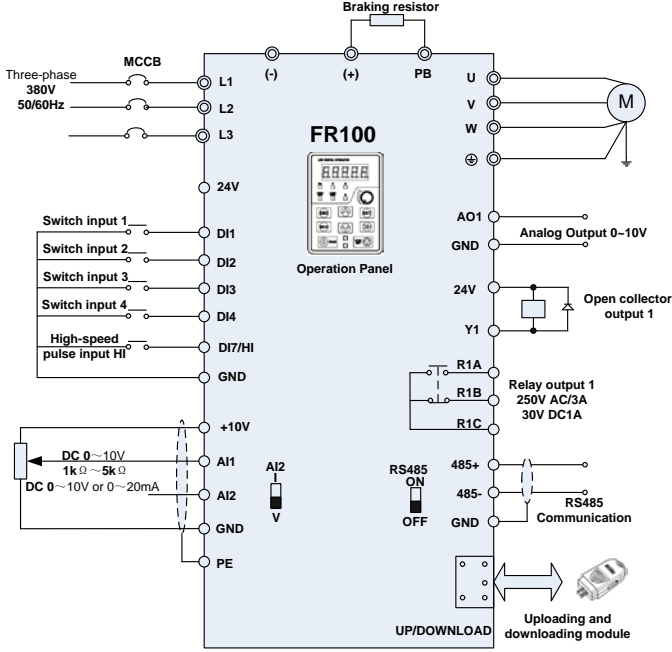 Braking resistor
MCCB
(-)
(+)
PB
Three-phase
380V
50/60Hz
L1
L2
L3
U
V
W
M
FR100
24V
Operation Panel
AO1
GND
Analog Output 0~10V
Switch input 1
DI1
Switch input 2
DI2
Switch input 3
DI3
Switch input 4
DI4
High-speed
pulse input HI
DI7/HI
GND
24V
Y1
Open collector
output 1
R1A
R1B
R1C
Relay output 1
250V AC/3A
30V DC1A
+10V
DC 0～10V
1kΩ～5kΩ
AI1
DC 0～10V or 0～20mA
AI2
GND
PE
AI2
I
V
RS485
ON
OFF
485+
485-
GND
RS485
Communication
UP/DOWNLOAD
Uploading and
downloading module